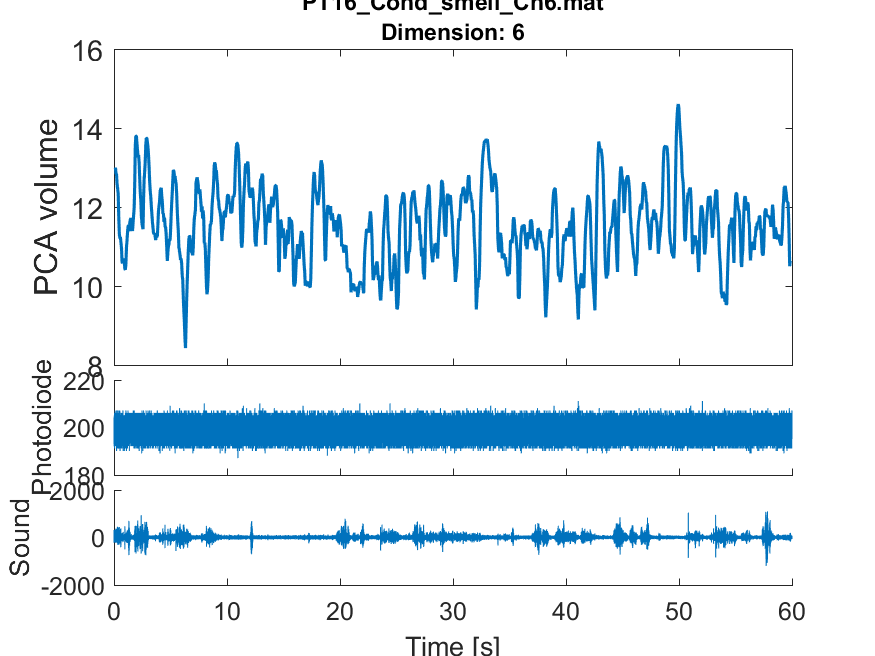 PT16_Cond_smell_Ch6.mat
Dimension: 6
16
14
12
10
8
PCA volume
220
200
180
Photodiode
2000
0
-2000
Sound
0 10 20 30 40 50 60
Time [s]